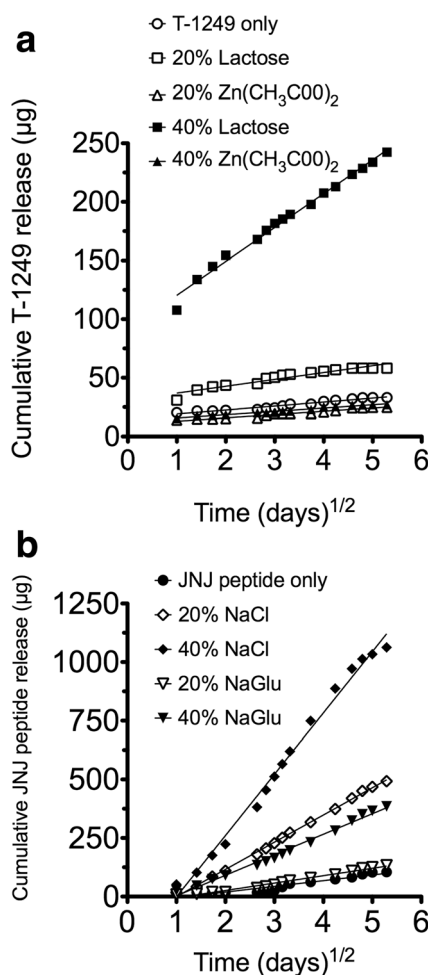 a
T-1249 only
20% Lactose
20% Zn(CH3C00)2
40% Lactose
40% Zn(CH3C00)2
Cumulative T-1249 release (µg)
250
200
150
100
50
0
0 1 2 3 4 5 6
Time (days)1/2
b
JNJ peptide only
20% NaCl
40% NaCl
20% NaGlu
40% NaGlu
Cumulative JNJ peptide release (µg)
1250
1000
750
500
250
0
0 1 2 3 4 5 6
Time (days)1/2